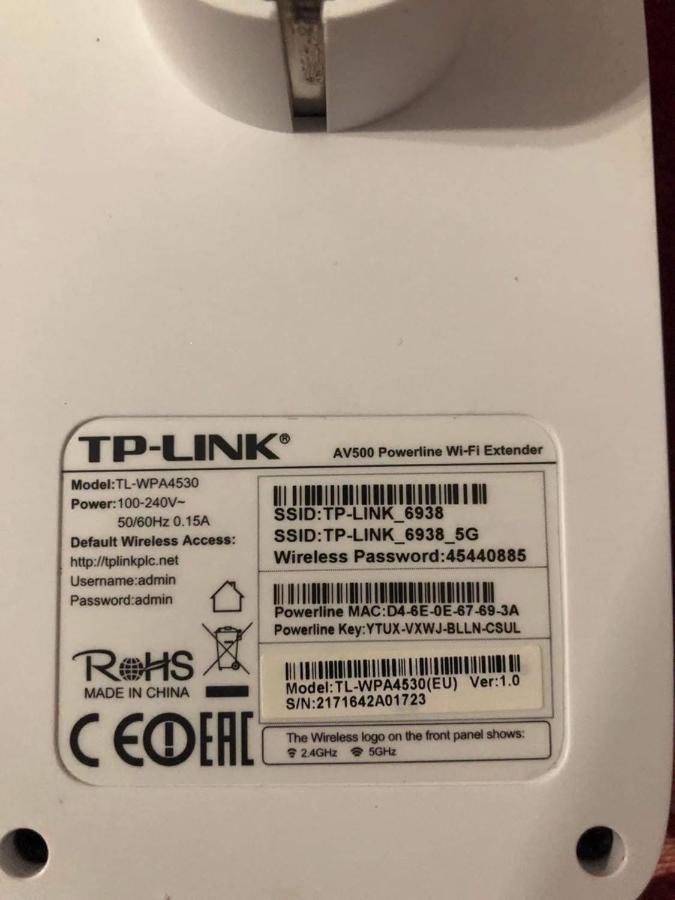 TP-LINK®
AV500 Powerline Wi-Fi Extender
Model:TL-WPA4530
Power:100-240V~
50/60Hz 0.15A
Default Wireless Access:
http://tplinkplc.net
Username:admin
Password:admin
SSID:TP-LINK_6938
SSID:TP-LINK_6938_5G
Wireless Password:45440885
Powerline MAC:D4-6E-0E-67-69-3A
Powerline Key:YTUX-VXWJ-BLLN-CSUL
Model:TL-WPA4530(EU) Ver:1.0
S/N:2171642A01723
RoHS
MADE IN CHINA
CE ! EAC
The Wireless logo on the front panel shows:
2.4GHz 5GHz